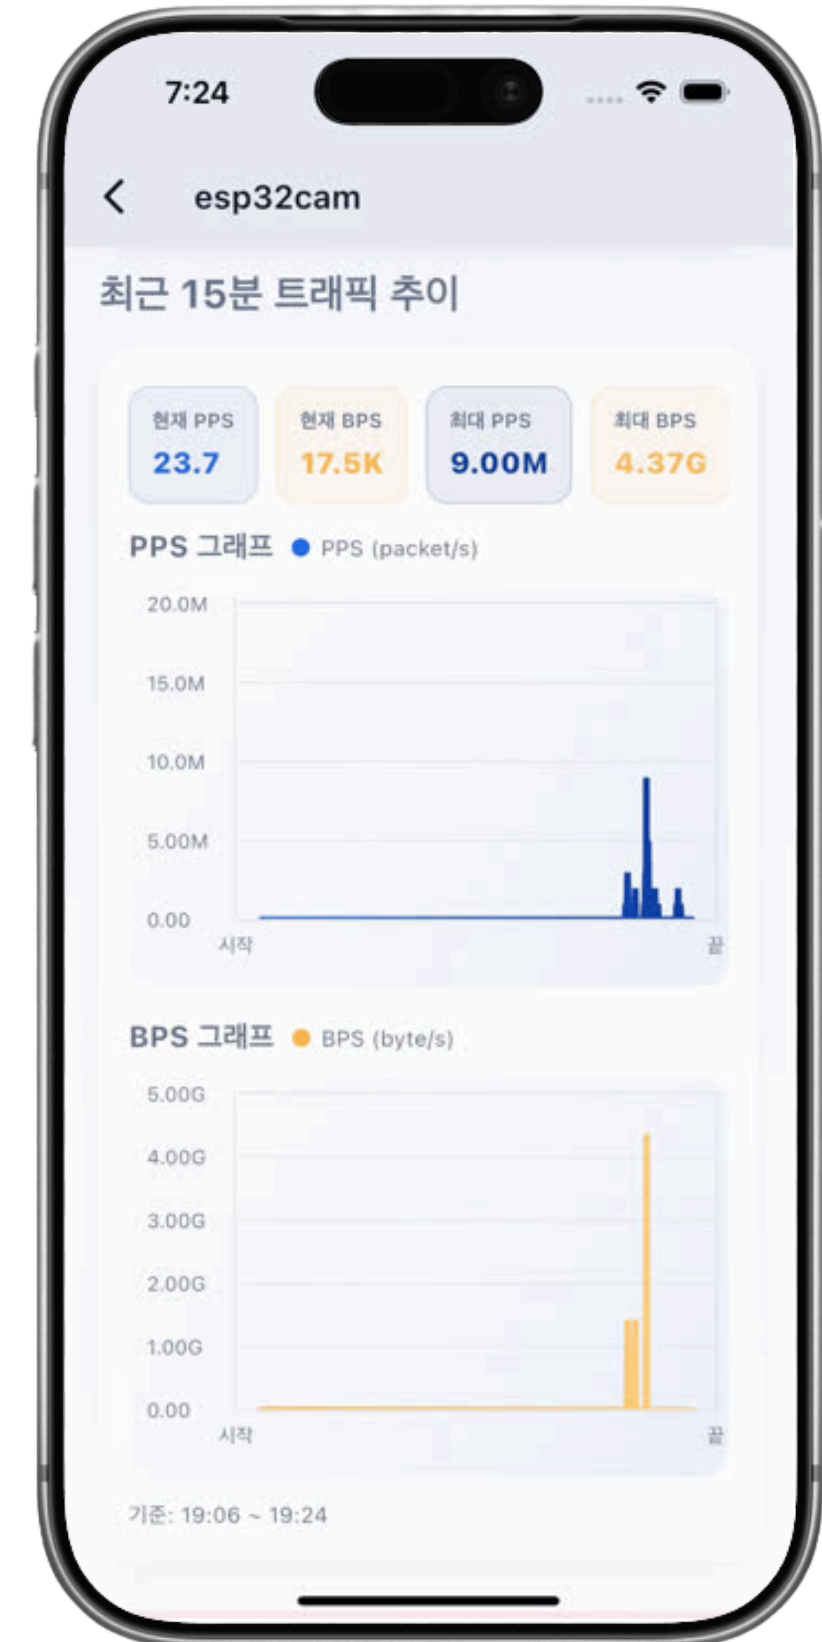 7:24
esp32cam
최근 15분 트래픽 추이
현재 PPS
23.7
현재 BPS
17.5K
최대 PPS
9.00M
최대 BPS
4.37G
PPS 그래프 PPS (packet/s)
20.0M
15.0M
10.0M
5.00M
0.00
시작 끝
BPS 그래프 BPS (byte/s)
5.00G
4.00G
3.00G
2.00G
1.00G
0.00
시작 끝
기준: 19:06 ~ 19:24